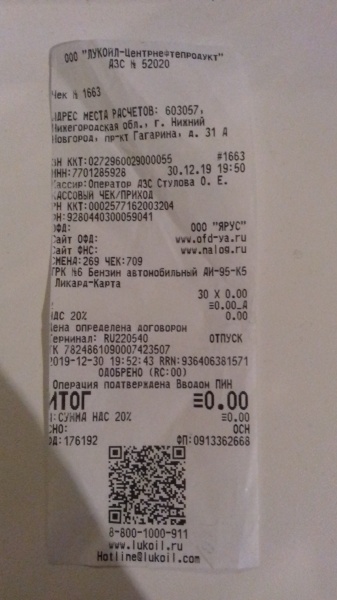 ООО "ЛУКОЙЛ-Центрнефтепродукт"
АЗС № 52020
Чек № 1663
АДРЕС МЕСТА РАСЧЕТОВ: 603057,
Нижегородская обл., г. Нижний
Новгород, пр-кт Гагарина, д. 31 А
ЗН ККТ:0272960029000055 #1663
ИНН:7701285928 30.12.19 19:50
Кассир:Оператор АЗС Стулова О. Е.
КАССОВЫЙ ЧЕК/ПРИХОД
РН ККТ:0002577162003204
ФН:9280440300059041
ОФД: ООО "ЯРУС"
Сайт ОФД: www.ofd-ya.ru
Сайт ФНС: www.nalog.ru
СМЕНА:269 ЧЕК:709
ТРК №6 Бензин автомобильный АИ-95-К5
Ликард-Карта
30 X 0.00
≡0.00_А
НДС 20% 0.00
Цена определена договором
Терминал: RU220540 ОТПУСК
ТК 7824861090007423507
2019-12-30 19:52:43 RRN:936406381571
ОДОБРЕНО (RC:00)
Операция подтверждена Вводом ПИН
ИТОГ ≡0.00
А:СУММА НДС 20% ≡0.00
СНО: ОСН
ФД:176192 ФП:0913362668
8-800-1000-911
www.lukoil.ru
Hotline@lukoil.com